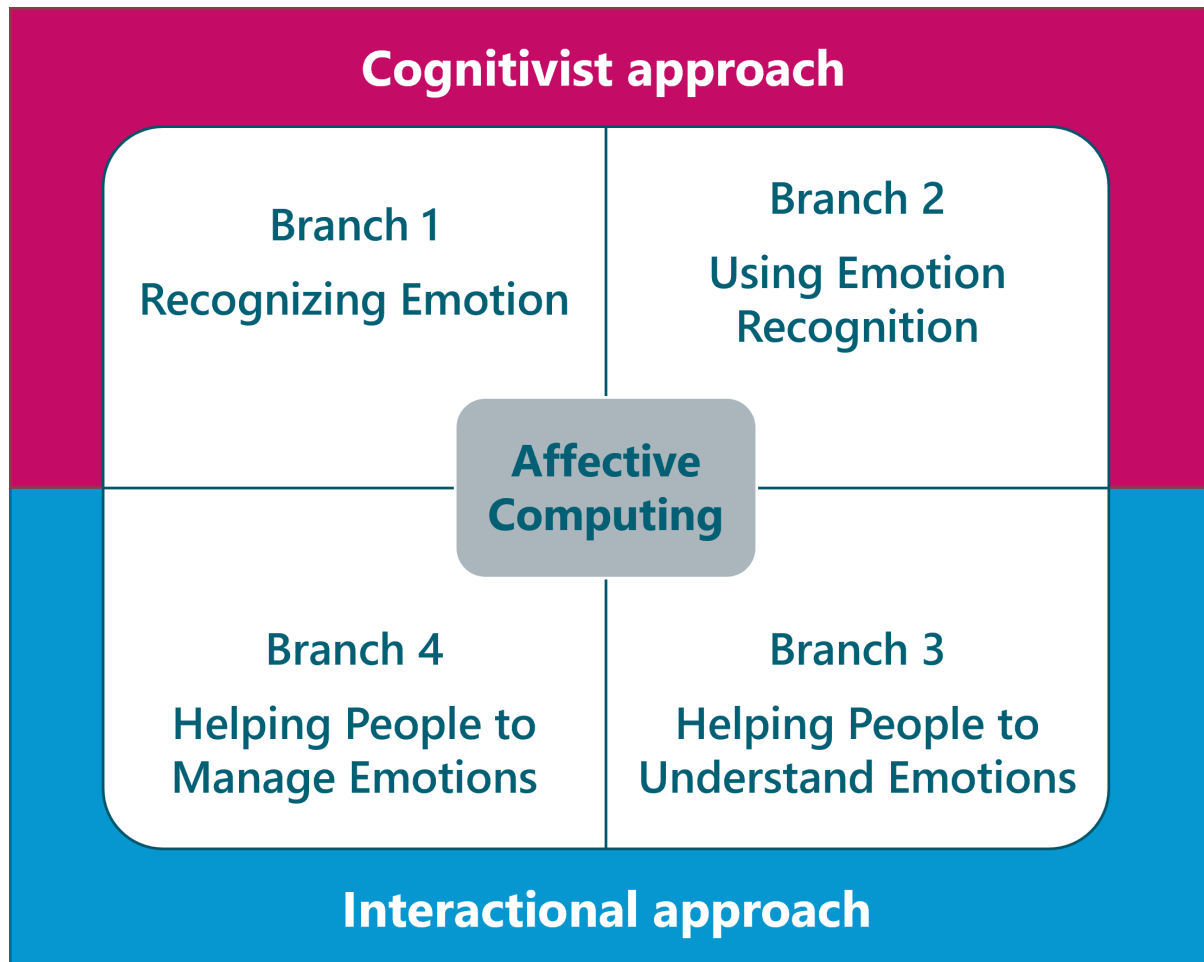 Cognitivist approach
Branch 1
Recognizing Emotion
Branch 2
Using Emotion
Recognition
Affective
Computing
Branch 4
Helping People to
Manage Emotions
Branch 3
Helping People to
Understand Emotions
Interactional approach